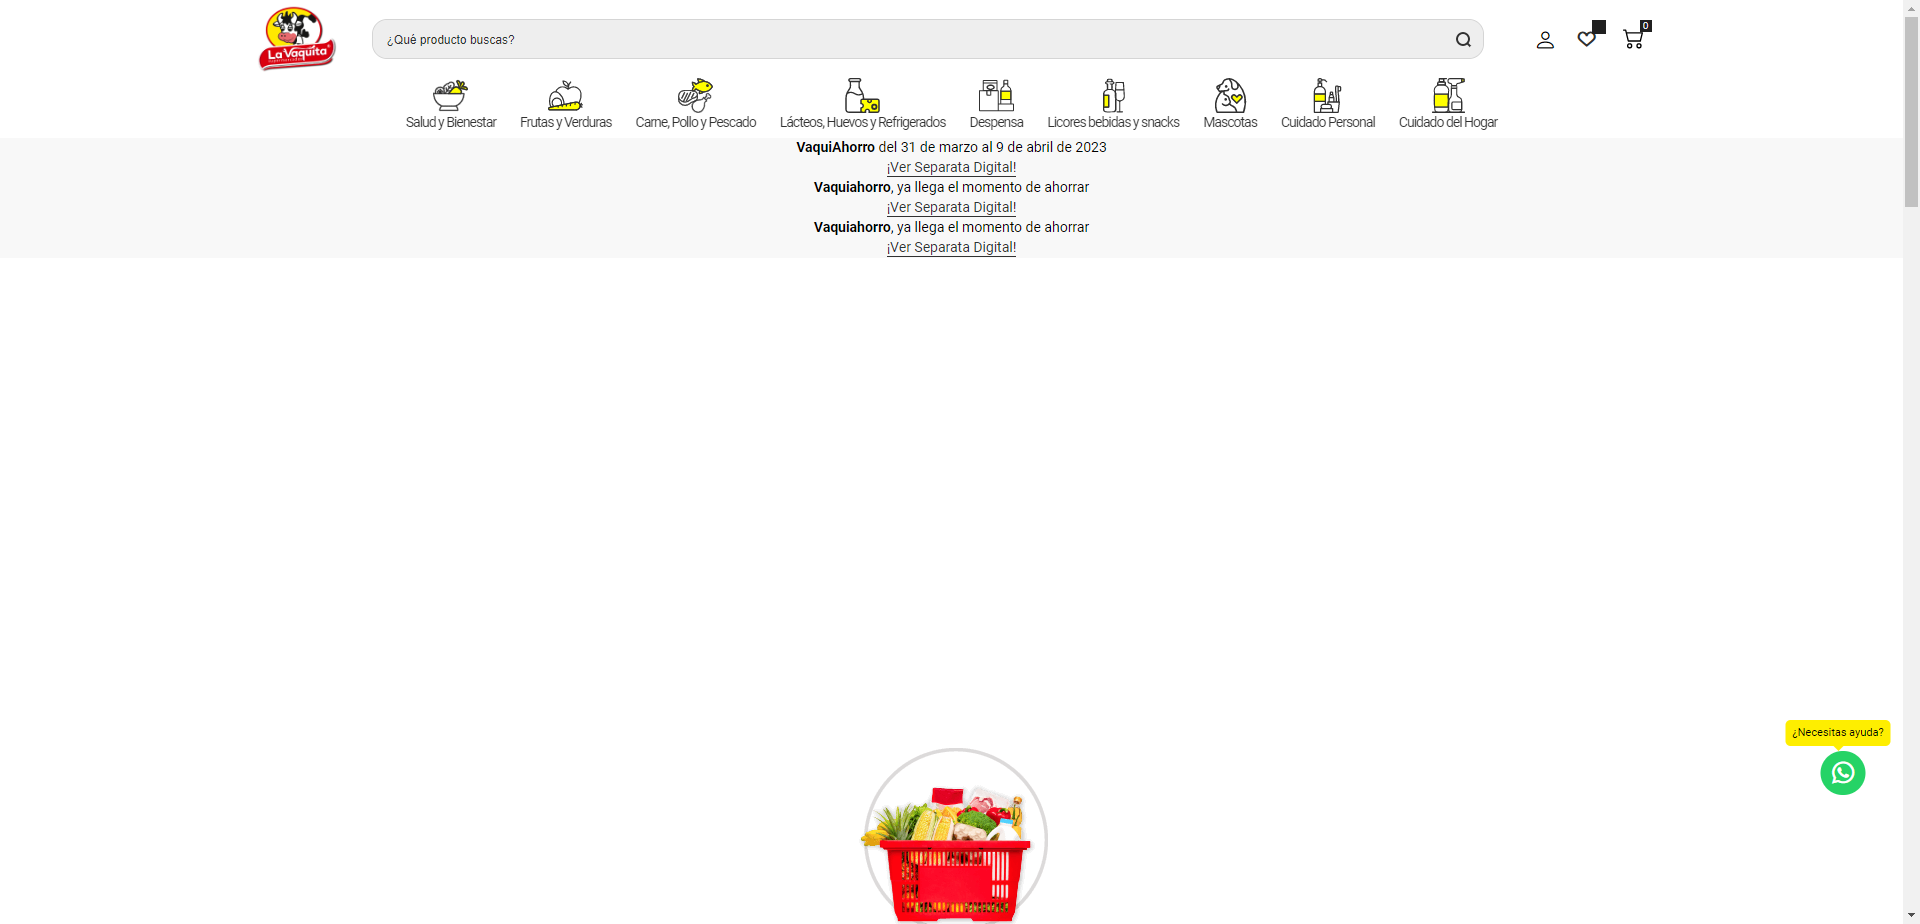 La Vaquita
¿Qué producto buscas?
0
Salud y Bienestar
Frutas y Verduras
Carne, Pollo y Pescado
Lácteos, Huevos y Refrigerados
Despensa
Licores bebidas y snacks
Mascotas
Cuidado Personal
Cuidado del Hogar
VaquiAhorro del 31 de marzo al 9 de abril de 2023
¡Ver Separata Digital!
Vaquiahorro, ya llega el momento de ahorrar
¡Ver Separata Digital!
Vaquiahorro, ya llega el momento de ahorrar
¡Ver Separata Digital!
¿Necesitas ayuda?